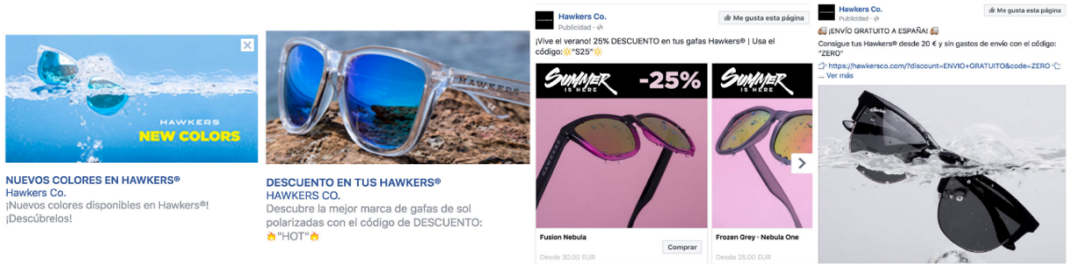 HAWKERS
NEW COLORS
NUEVOS COLORES EN HAWKERS®
Hawkers Co.
¡Nuevos colores disponibles en Hawkers®!
¡Descúbrelos!
HAWKERS
DESCUENTO EN TUS HAWKERS®
HAWKERS CO.
Descubre la mejor marca de gafas de sol
polarizadas con el código de DESCUENTO:
🔥"HOT"🔥
Hawkers Co.
Publicidad ·
Me gusta esta página
¡Vive el verano! 25% DESCUENTO en tus gafas Hawkers® | Usa el
código:🔅"S25"🔅
SUMMER
IS HERE
-25%
Fusion Nebula
Comprar
Desde 30.00 EUR
SUMMER
IS HERE
Frozen Grey · Nebula One
Desde 25.00 EUR
Hawkers Co.
Publicidad ·
Me gusta esta página
🚚 ¡ENVÍO GRATUITO A ESPAÑA! 🚚
Consigue tus Hawkers® desde 20 € y sin gastos de envío con el código:
"ZERO"
👉 https://hawkersco.com/?discount=ENVIO+GRATUITO&code=ZERO 👈
... Ver más